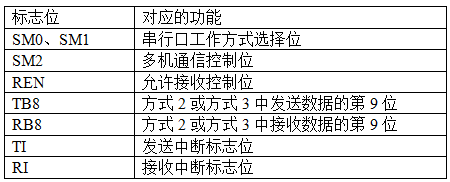 标志位 对应的功能
SM0、SM1 串行口工作方式选择位
SM2 多机通信控制位
REN 允许接收控制位
TB8 方式 2 或方式 3 中发送数据的第 9 位
RB8 方式 2 或方式 3 中接收数据的第 9 位
TI 发送中断标志位
RI 接收中断标志位